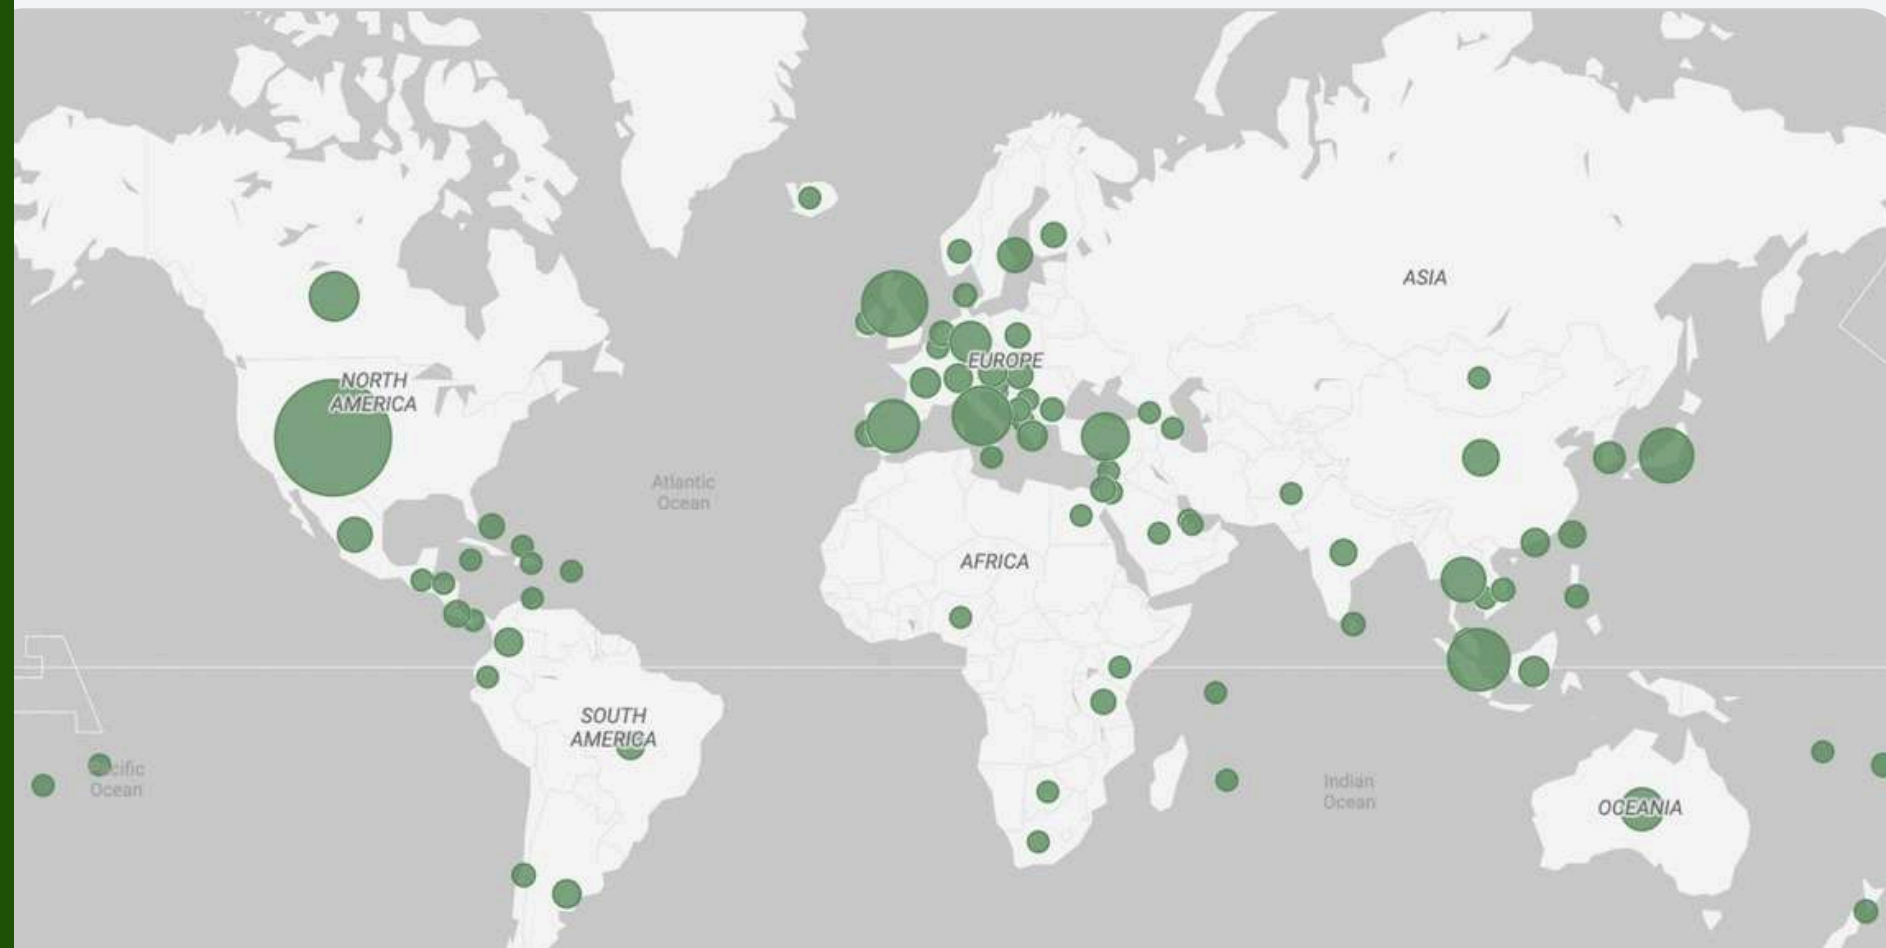 ASIA
EUROPE
NORTH
AMERICA
Atlantic
Ocean
AFRICA
SOUTH
AMERICA
Ocean
Indian
Ocean
OCEANIA